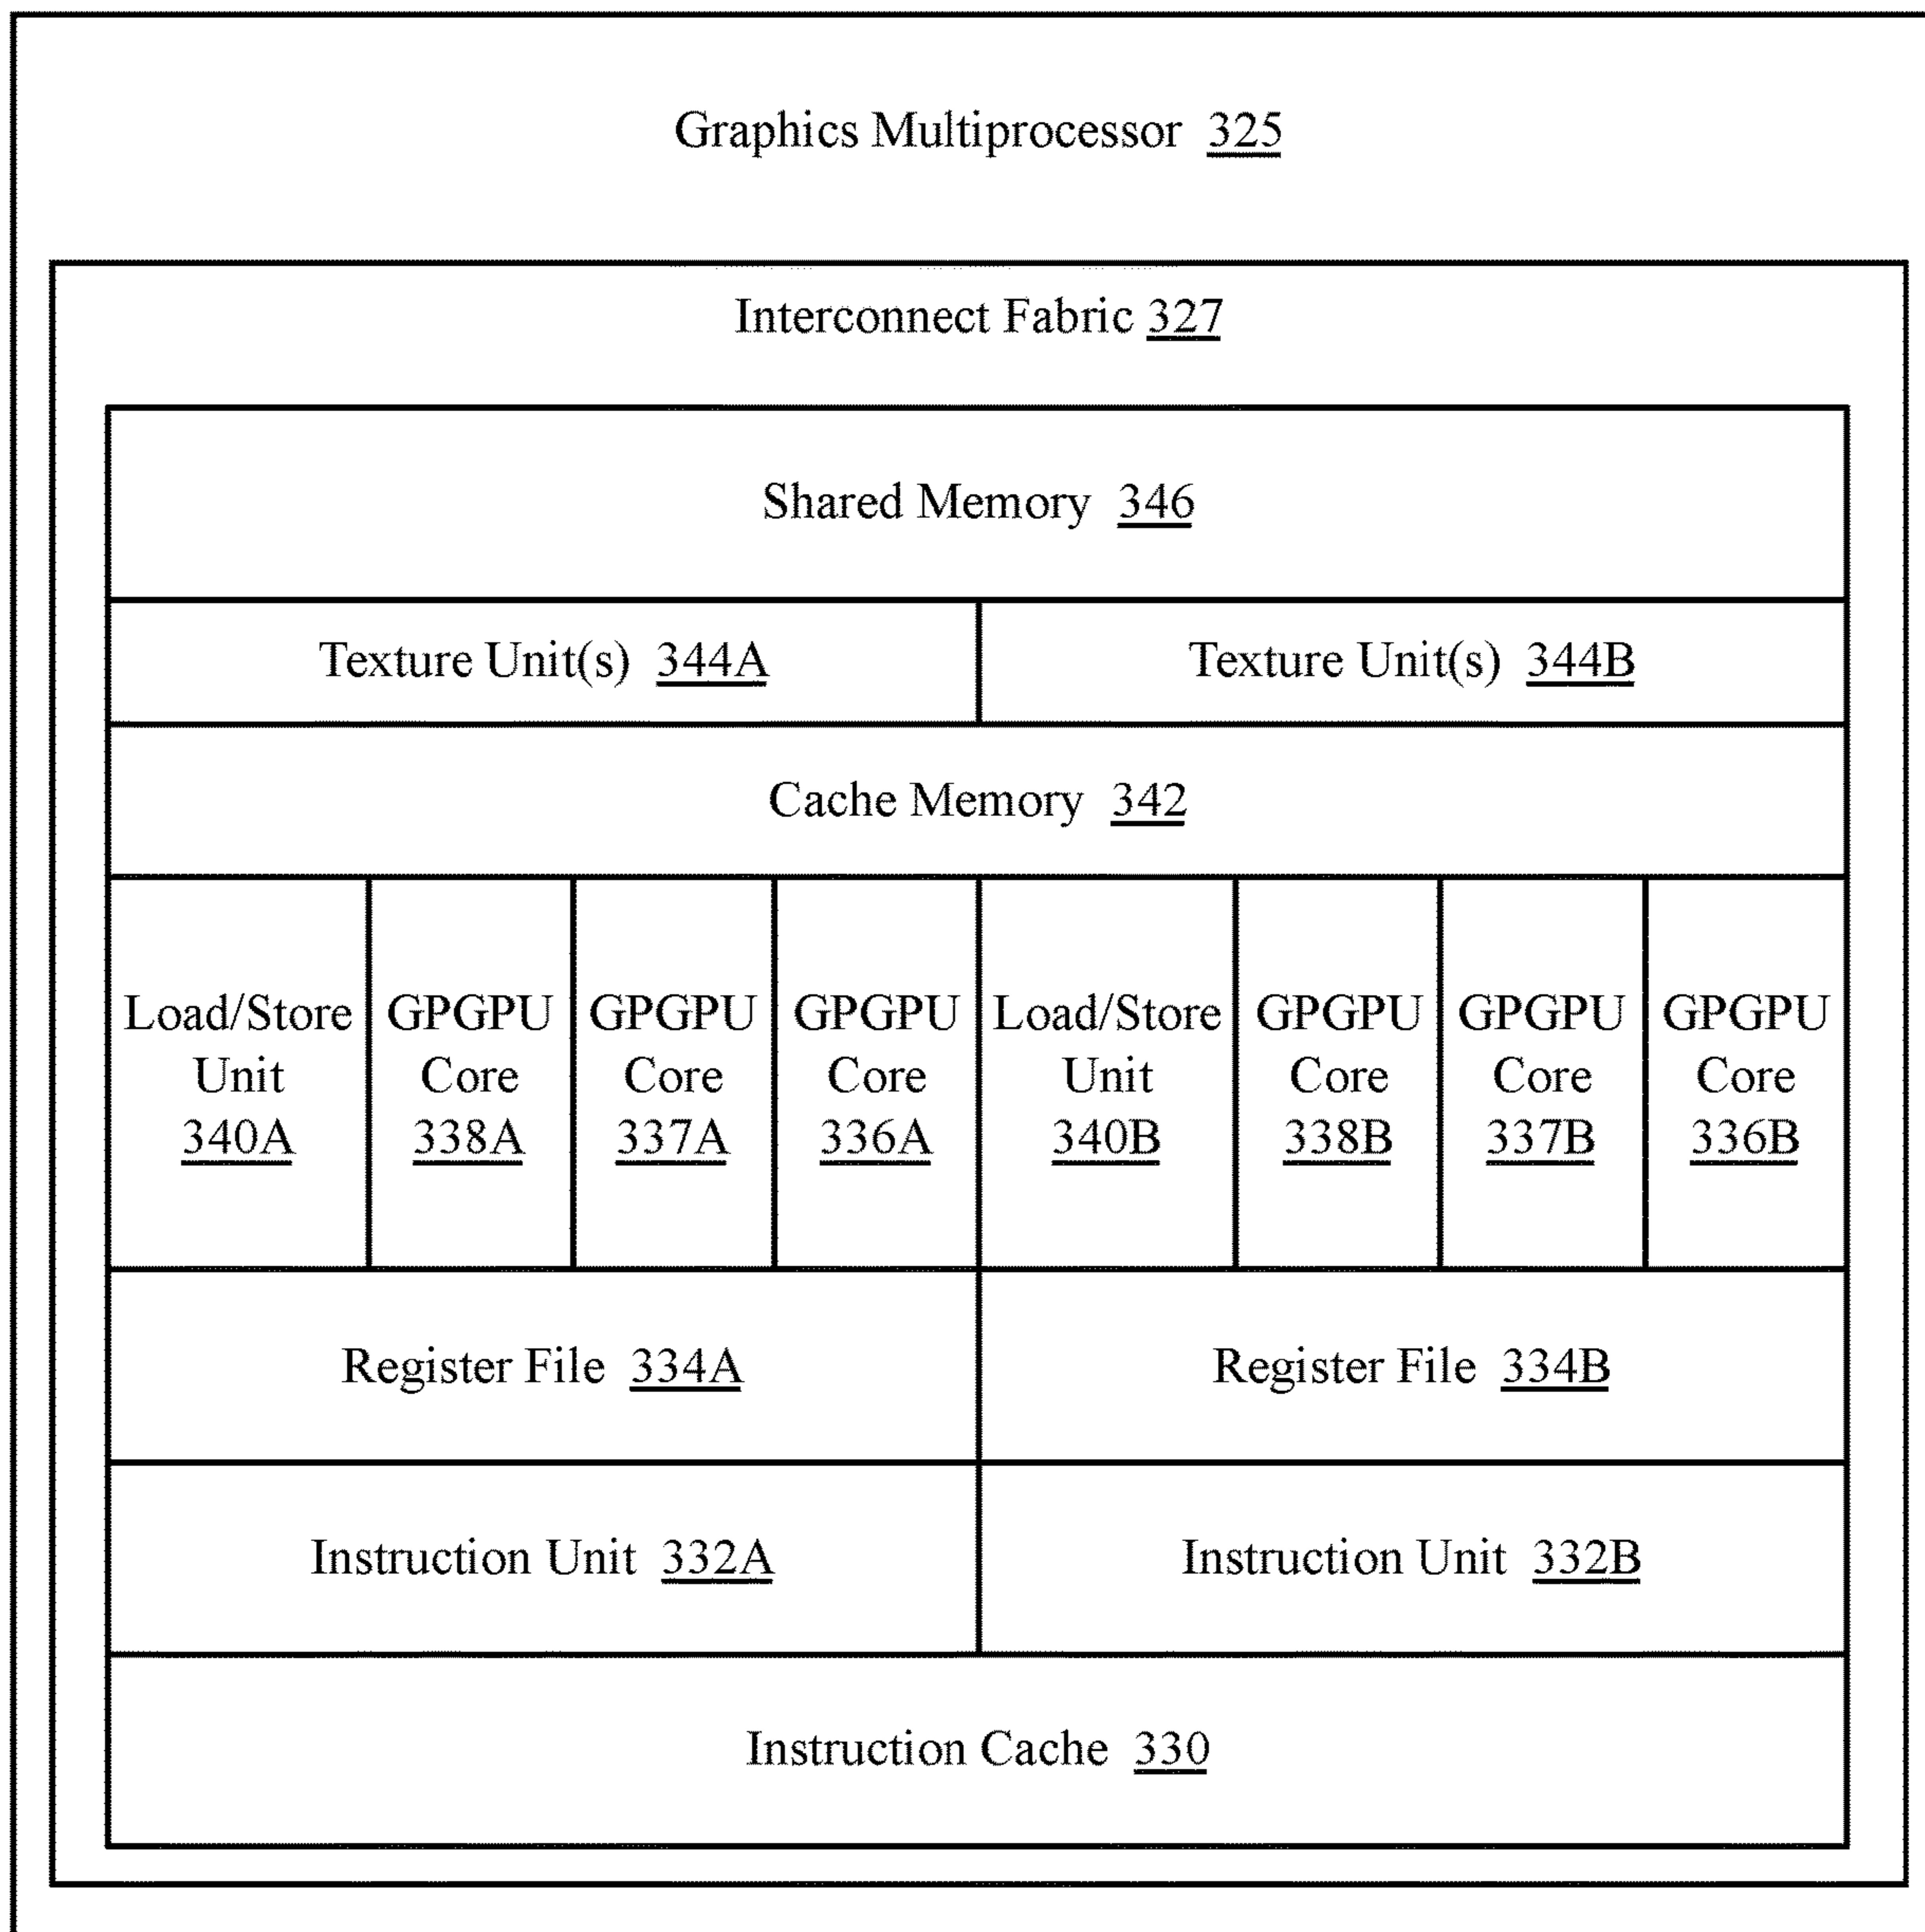 Graphics Multiprocessor 325
Interconnect Fabric 327
Shared Memory 346
Texture Unit(s) 344A
Texture Unit(s) 344B
Cache Memory 342
Load/Store
Unit
340A
GPGPU
Core
338A
GPGPU
Core
337A
GPGPU
Core
336A
Load/Store
Unit
340B
GPGPU
Core
338B
GPGPU
Core
337B
GPGPU
Core
336B
Register File 334A
Register File 334B
Instruction Unit 332A
Instruction Unit 332B
Instruction Cache 330